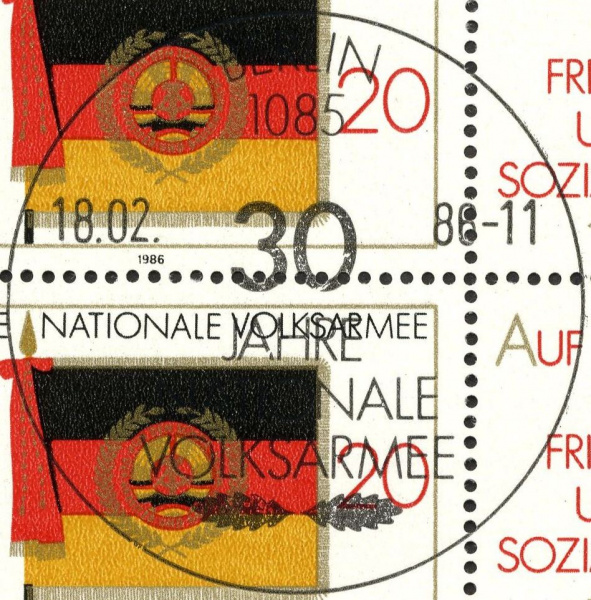 BERLIN
1085
20
FRI
U
SOZI
18.02.
30
86-11
1986
E NATIONALE VOLKSARMEE
JAHRE
AUF
NALE
VOLKSARMEE
20
FRI
U
SOZI